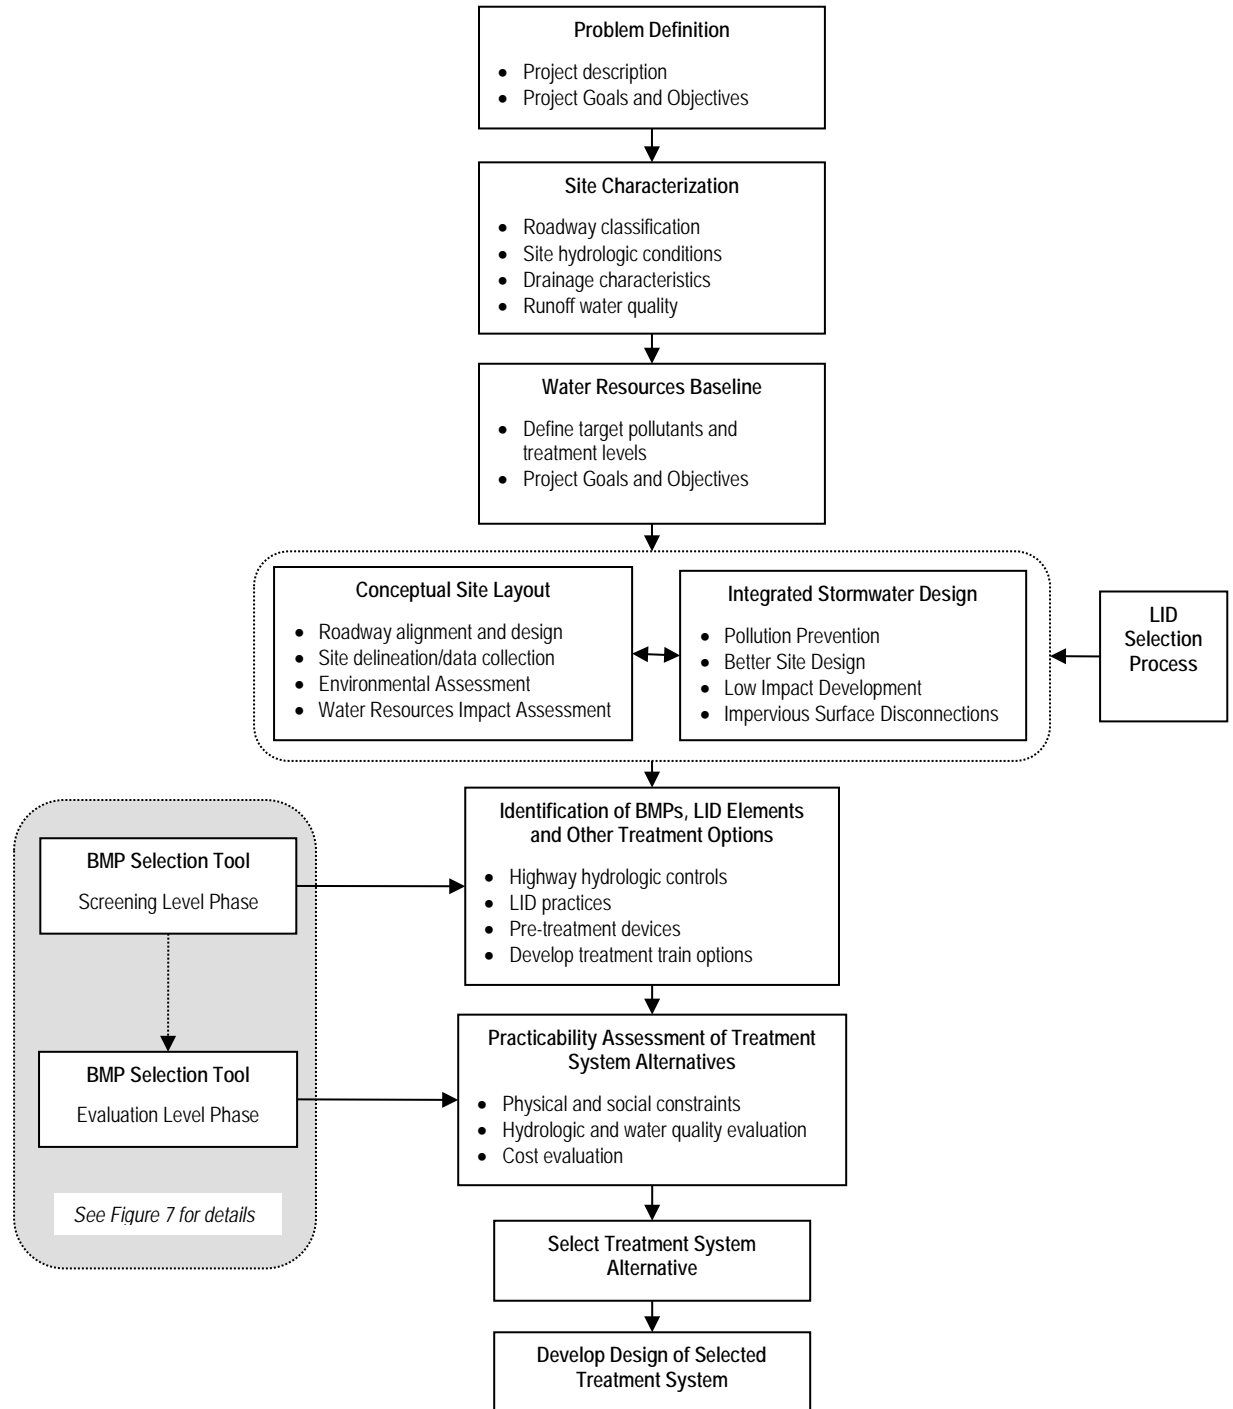 Problem Definition
• Project description
• Project Goals and Objectives
Site Characterization
• Roadway classification
• Site hydrologic conditions
• Drainage characteristics
• Runoff water quality
Water Resources Baseline
• Define target pollutants and
treatment levels
• Project Goals and Objectives
Conceptual Site Layout
• Roadway alignment and design
• Site delineation/data collection
• Environmental Assessment
• Water Resources Impact Assessment
Integrated Stormwater Design
• Pollution Prevention
• Better Site Design
• Low Impact Development
• Impervious Surface Disconnections
LID
Selection
Process
Identification of BMPs, LID Elements
and Other Treatment Options
• Highway hydrologic controls
• LID practices
• Pre-treatment devices
• Develop treatment train options
BMP Selection Tool
Screening Level Phase
Practicability Assessment of Treatment
System Alternatives
• Physical and social constraints
• Hydrologic and water quality evaluation
• Cost evaluation
BMP Selection Tool
Evaluation Level Phase
See Figure 7 for details
Select Treatment System
Alternative
Develop Design of Selected
Treatment System